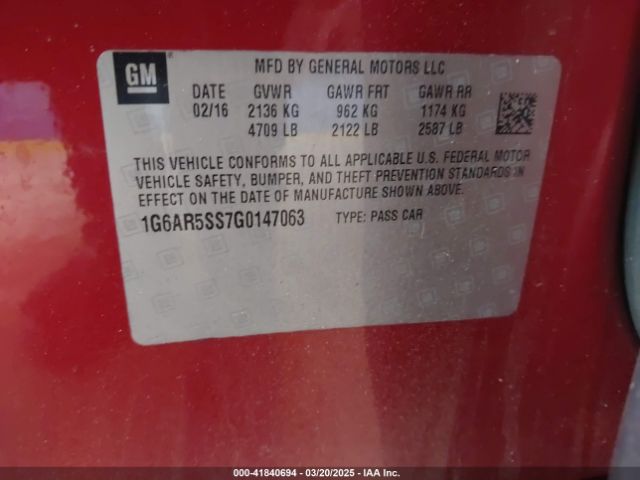 GM
MFD BY GENERAL MOTORS LLC
DATE GVWR GAWR FRT GAWR RR
02/16 2136 KG 962 KG 1174 KG
4709 LB 2122 LB 2587 LB
THIS VEHICLE CONFORMS TO ALL APPLICABLE U.S. FEDERAL MOTOR
VEHICLE SAFETY, BUMPER, AND THEFT PREVENTION STANDARDS IN
EFFECT ON THE DATE OF MANUFACTURE SHOWN ABOVE.
1G6AR5SS7G0147063 TYPE: PASS CAR
000-41840694 - 03/20/2025 - IAA Inc.